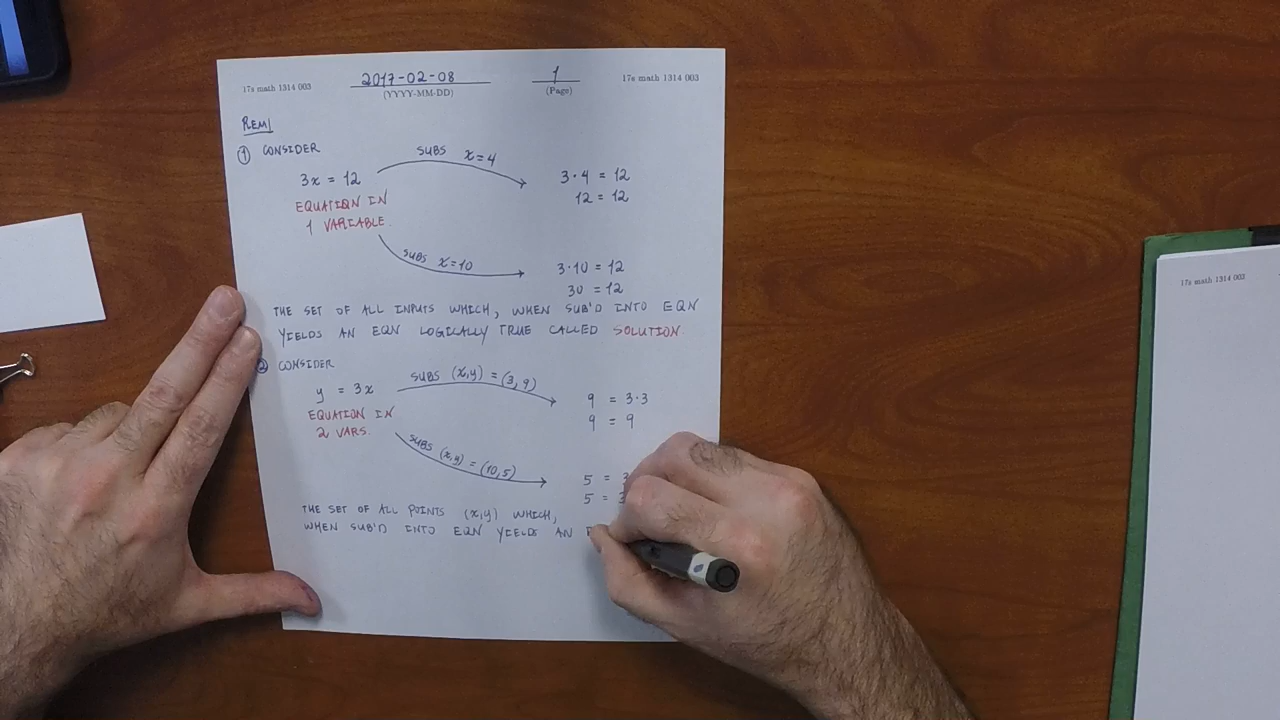 17s math 1314 003 2017-02-08 1 17s math 1314 003
(YYYY-MM-DD) (Page)
REM
① CONSIDER
SUBS x=4
3x = 12
3·4 = 12
EQUATION IN
12 = 12
1 VARIABLE.
SUBS x=10
3·10 = 12
30 = 12
THE SET OF ALL INPUTS WHICH, WHEN SUB'D INTO EQN
YIELDS AN EQN LOGICALLY TRUE CALLED SOLUTION.
② CONSIDER
SUBS (x,y) = (3,9)
y = 3x
9 = 3·3
EQUATION IN
9 = 9
2 VARS.
SUBS (x,y) = (10,5)
5 = 3
5 = 3
THE SET OF ALL POINTS (x,y) WHICH,
WHEN SUB'D INTO EQN YIELDS AN
17s math 1314 003